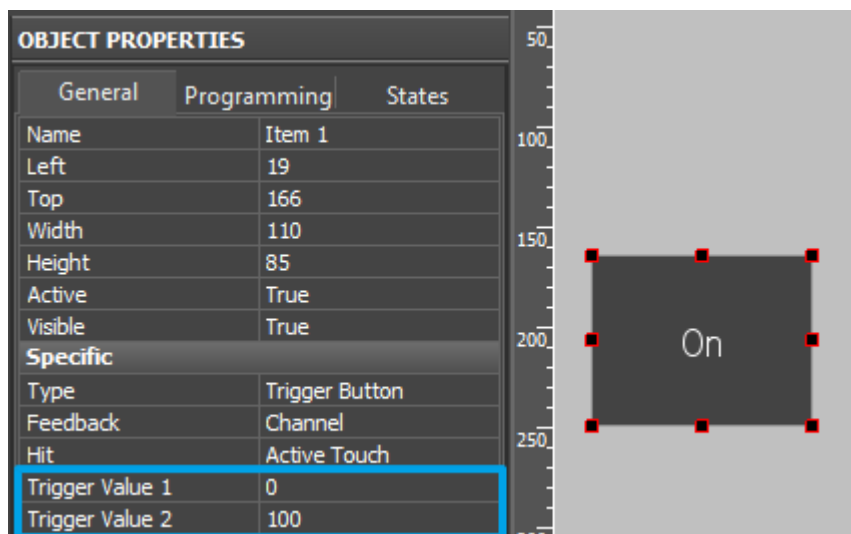 OBJECT PROPERTIES
General Programming States
Name Item 1
Left 19
Top 166
Width 110
Height 85
Active True
Visible True
Specific
Type Trigger Button
Feedback Channel
Hit Active Touch
Trigger Value 1 0
Trigger Value 2 100
50
100
150
200
250
On